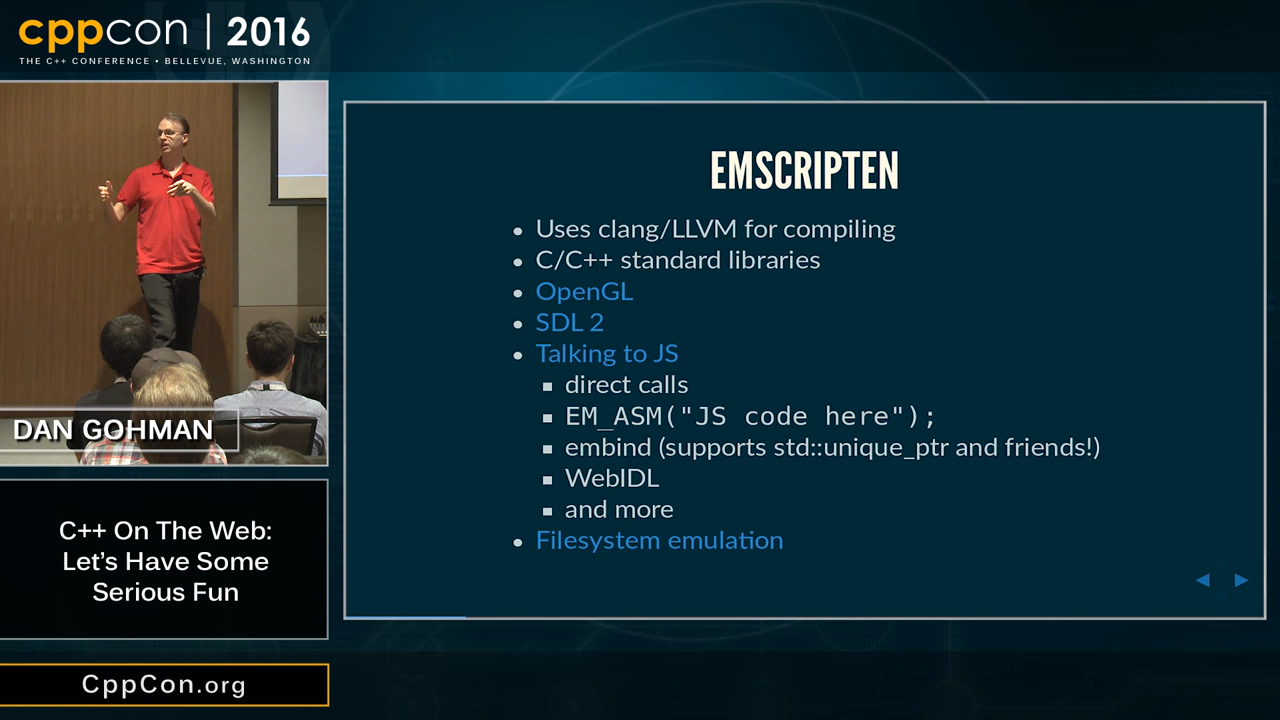 cppcon | 2016
THE C++ CONFERENCE • BELLEVUE, WASHINGTON
DAN GOHMAN
C++ On The Web:
Let's Have Some
Serious Fun
CppCon.org
EMSCRIPTEN
• Uses clang/LLVM for compiling
• C/C++ standard libraries
• OpenGL
• SDL 2
• Talking to JS
▪ direct calls
▪ EM_ASM("JS code here");
▪ embind (supports std::unique_ptr and friends!)
▪ WebIDL
▪ and more
• Filesystem emulation